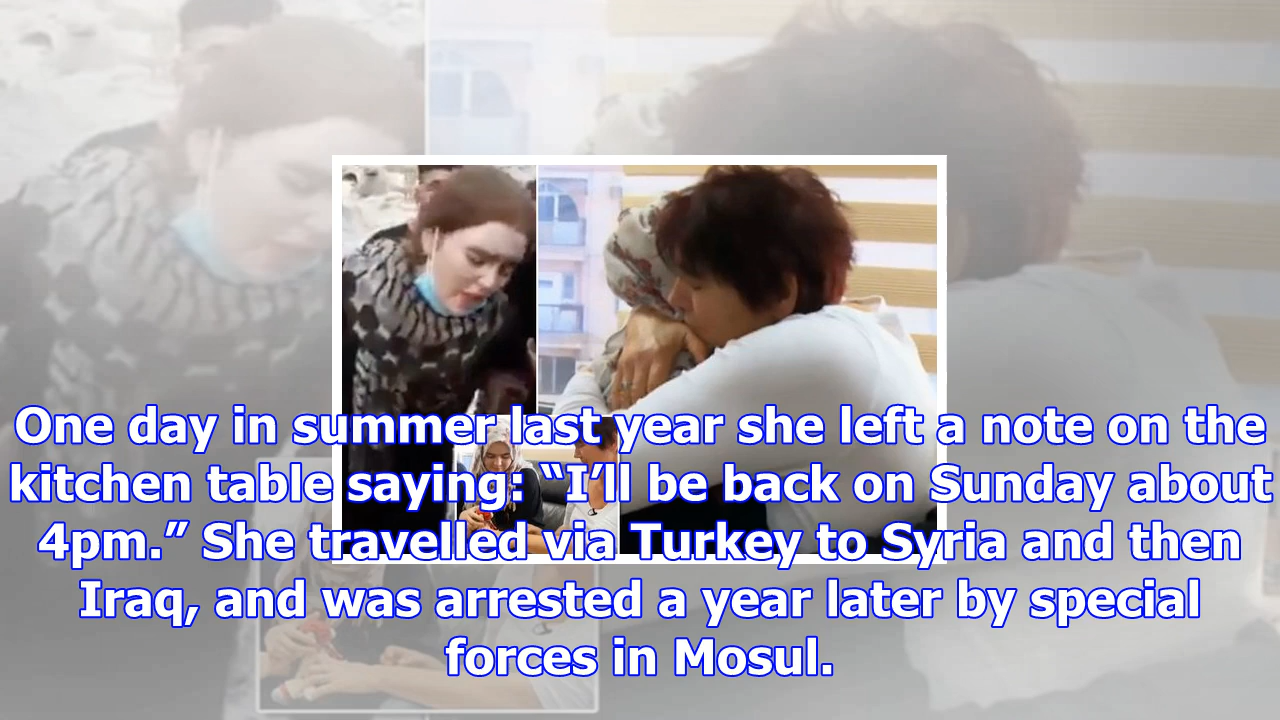 One day in summer last year she left a note on the
kitchen table saying: “I’ll be back on Sunday about
4pm.” She travelled via Turkey to Syria and then
Iraq, and was arrested a year later by special
forces in Mosul.